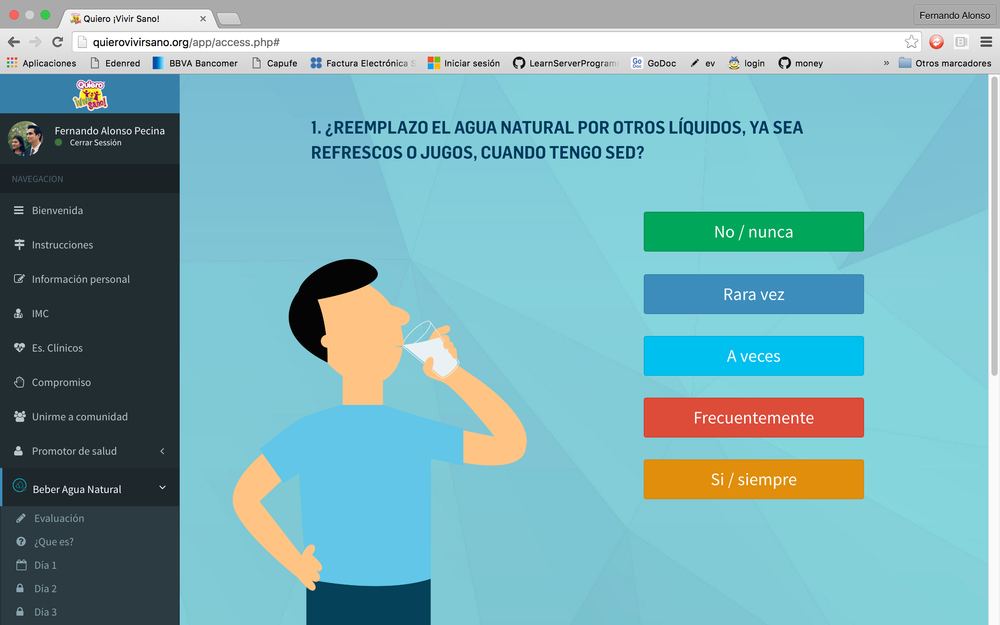 Quiero ¡Vivir Sano!
Fernando Alonso
quierovivirsano.org/app/access.php#
Aplicaciones
Edenred
BBVA Bancomer
Capufe
Factura Electrónica S
Iniciar sesión
LearnServerProgram
Go Doc
GoDoc
ev
login
money
»
Otros marcadores
Quiero
¡Vivir
Sano!
Fernando Alonso Pecina
Cerrar Sessión
NAVEGACION
Bienvenida
Instrucciones
Información personal
IMC
Es. Clínicos
Compromiso
Unirme a comunidad
Promotor de salud
Beber Agua Natural
Evaluación
¿Que es?
Día 1
Día 2
Día 3
1. ¿REEMPLAZO EL AGUA NATURAL POR OTROS LÍQUIDOS, YA SEA
REFRESCOS O JUGOS, CUANDO TENGO SED?
No / nunca
Rara vez
A veces
Frecuentemente
Si / siempre